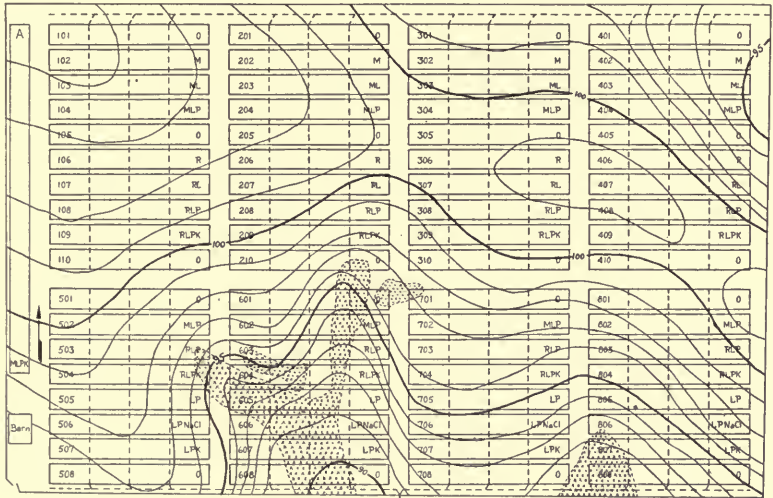 A 101 0 201 0 301 0 401 0
95
102 M 202 M 302 M 402 M
103 ML 203 ML 303 ML 403 ML
100
104 MLP 204 MLP 304 MLP 404 MLP
105 0 205 0 305 0 405 0
106 R 206 R 306 R 406 R
107 RL 207 RL 307 RL 407 RL
108 RLP 208 RLP 308 RLP 408 RLP
109 RLPK 209 RLPK 309 RLPK 409 RLPK
100
110 0 210 0 310 0 410 0
100
501 0 601 0 701 0 801 0
502 MLP 602 MLP 702 MLP 802 MLP
503 RLP 603 RLP 703 RLP 803 RLP
95
MLPK 504 RLPK 604 RLPK 704 RLPK 804 RLPK
505 LP 605 LP 705 LP 805 LP
Barn 506 LPNaCl 606 LPNaCl 706 LPNaCl 806 LPNaCl
507 LPK 607 LPK 707 LPK 807 LPK
90
508 0 608 0 708 0 0